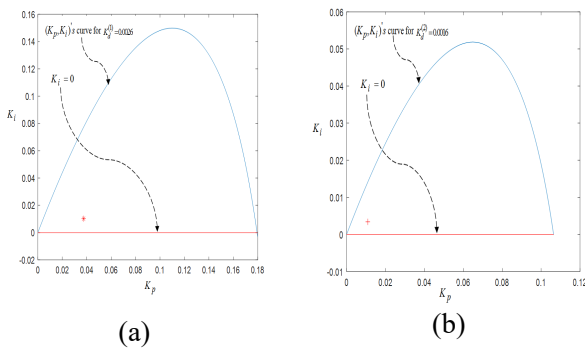 (K_p,K_i)'s curve for K_d^(1)=0.0026
K_i = 0
K_i
0.16
0.14
0.12
0.1
0.08
0.06
0.04
0.02
0
-0.02
0 0.02 0.04 0.06 0.08 0.1 0.12 0.14 0.16 0.18
K_p
(a)
(K_p,K_i)'s curve for K_d^(2)=0.0006
K_i = 0
K_i
0.06
0.05
0.04
0.03
0.02
0.01
0
-0.01
0 0.02 0.04 0.06 0.08 0.1 0.12
K_p
(b)